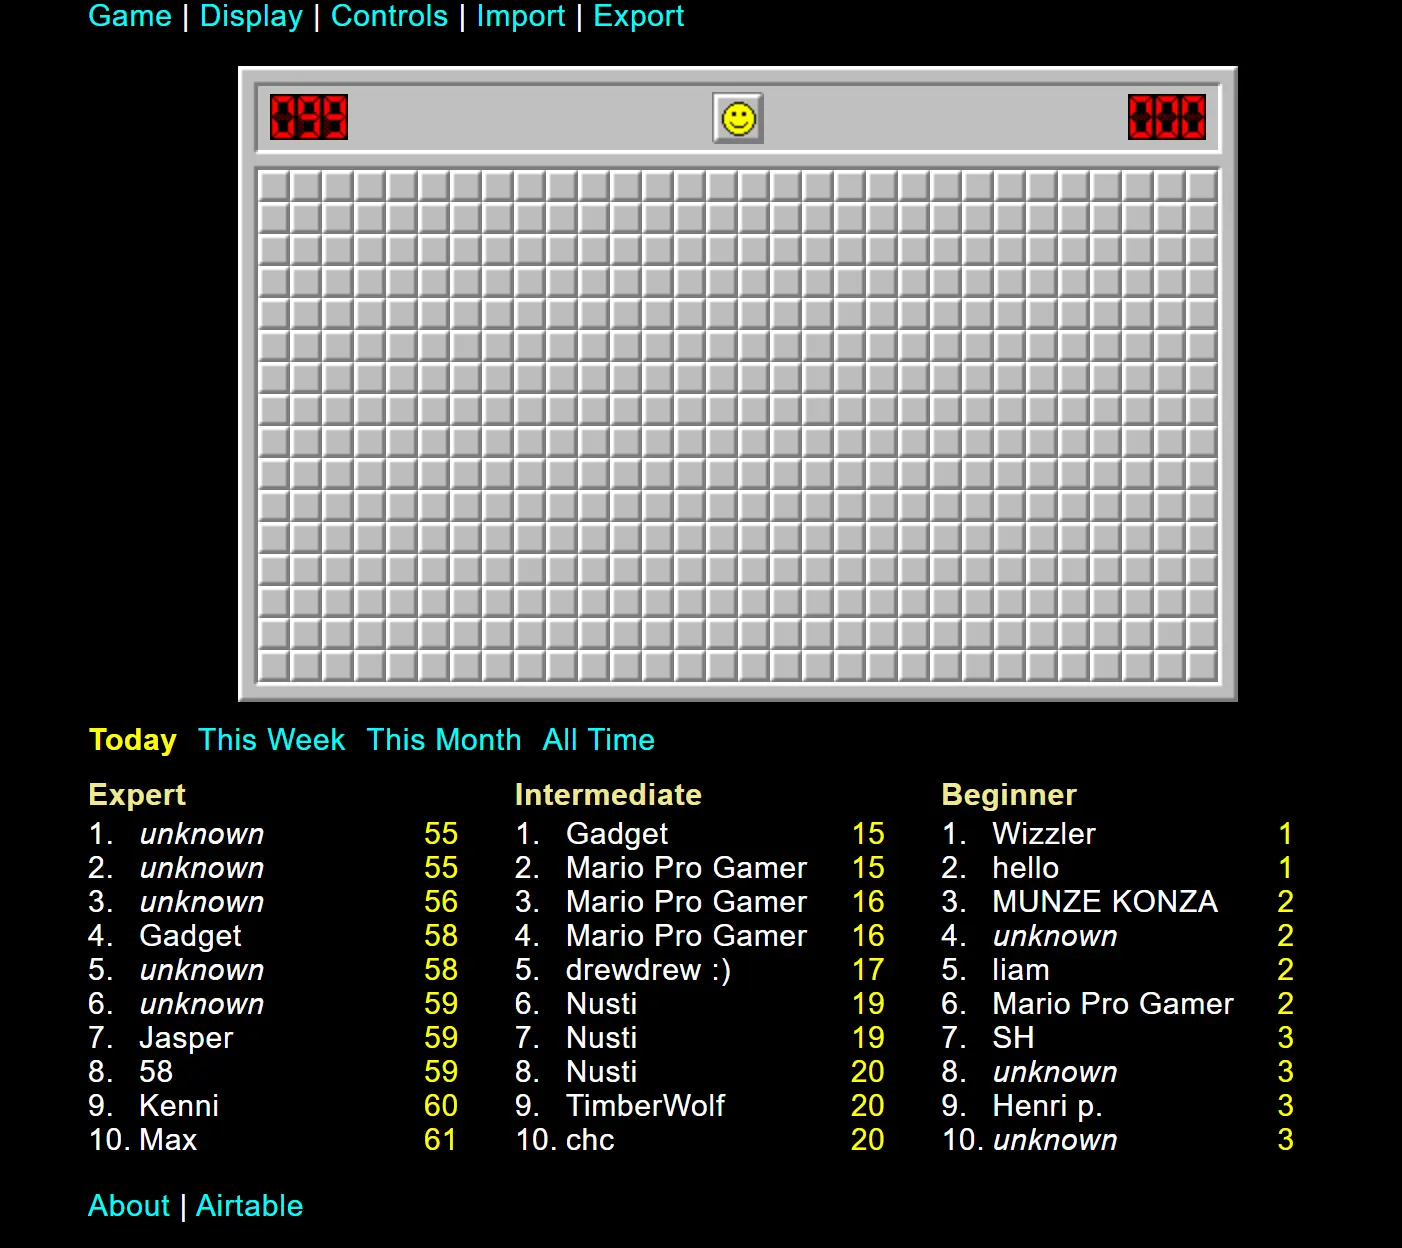 Game | Display | Controls | Import | Export
099 000
Today This Week This Month All Time
Expert Intermediate Beginner
1. unknown 55 1. Gadget 15 1. Wizzler 1
2. unknown 55 2. Mario Pro Gamer 15 2. hello 1
3. unknown 56 3. Mario Pro Gamer 16 3. MUNZE KONZA 2
4. Gadget 58 4. Mario Pro Gamer 16 4. unknown 2
5. unknown 58 5. drewdrew :) 17 5. liam 2
6. unknown 59 6. Nusti 19 6. Mario Pro Gamer 2
7. Jasper 59 7. Nusti 19 7. SH 3
8. 58 59 8. Nusti 20 8. unknown 3
9. Kenni 60 9. TimberWolf 20 9. Henri p. 3
10. Max 61 10. chc 20 10. unknown 3
About | Airtable